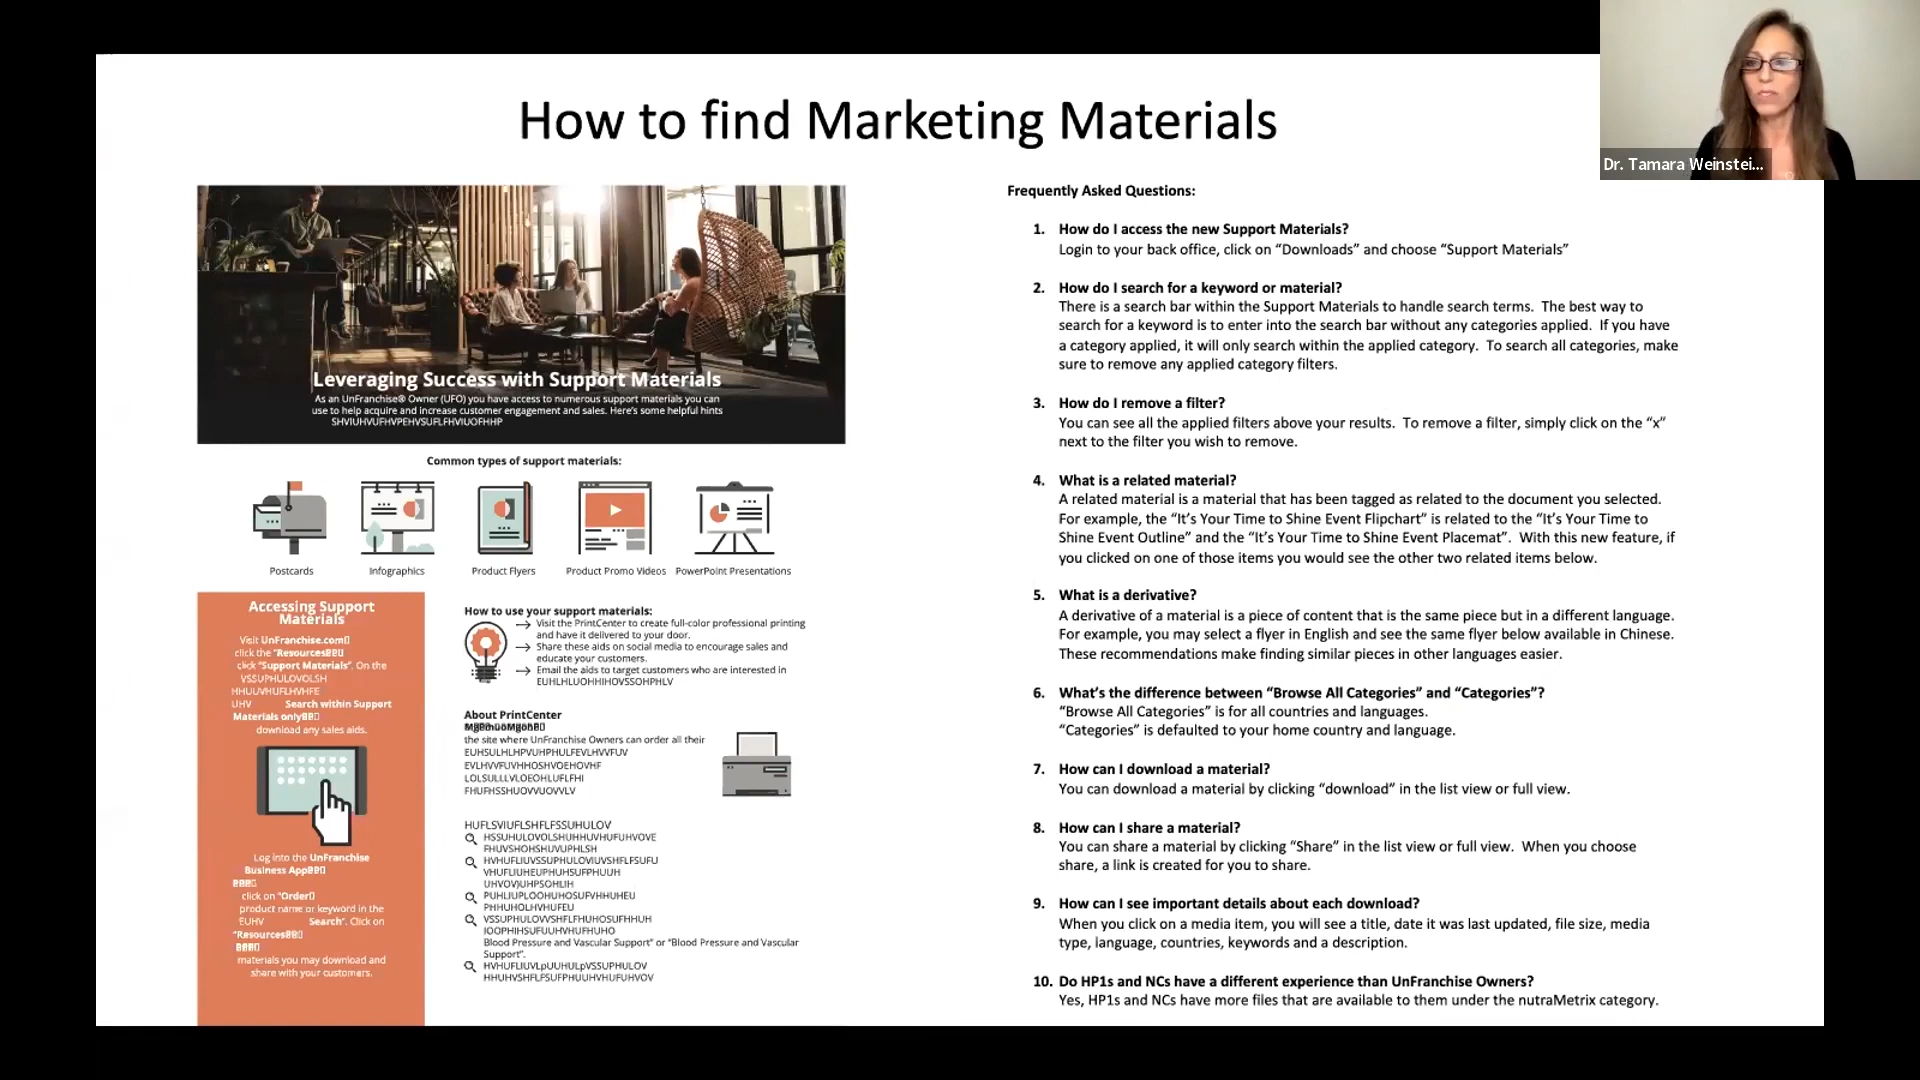 How to find Marketing Materials
Dr. Tamara Weinstei...
Leveraging Success with Support Materials
As an UnFranchise® Owner (UFO) you have access to numerous support materials you can
use to help acquire and increase customer engagement and sales. Here's some helpful hints
Common types of support materials:
Postcards
Infographics
Product Flyers
Product Promo Videos
PowerPoint Presentations
Accessing Support
Materials
Visit UnFranchise.com
click the "Resources
click "Support Materials". On the
VSSUPHULOVOLSH
HHUUVHUFLHVHFE
UHV Search within Support
Materials only
download any sales aids.
Log into the UnFranchise
Business App
click on "Order
product name or keyword in the
EUHV Search". Click on
"Resources
materials you may download and
share with your customers.
How to use your support materials:
Visit the PrintCenter to create full-color professional printing
and have it delivered to your door.
Share these aids on social media to encourage sales and
educate your customers.
Email the aids to target customers who are interested in
About PrintCenter
the site where UnFranchise Owners can order all their
Blood Pressure and Vascular Support" or "Blood Pressure and Vascular
Support".
Frequently Asked Questions:
1. How do I access the new Support Materials?
Login to your back office, click on "Downloads" and choose "Support Materials"
2. How do I search for a keyword or material?
There is a search bar within the Support Materials to handle search terms. The best way to
search for a keyword is to enter into the search bar without any categories applied. If you have
a category applied, it will only search within the applied category. To search all categories, make
sure to remove any applied category filters.
3. How do I remove a filter?
You can see all the applied filters above your results. To remove a filter, simply click on the "x"
next to the filter you wish to remove.
4. What is a related material?
A related material is a material that has been tagged as related to the document you selected.
For example, the "It's Your Time to Shine Event Flipchart" is related to the "It's Your Time to
Shine Event Outline" and the "It's Your Time to Shine Event Placemat". With this new feature, if
you clicked on one of those items you would see the other two related items below.
5. What is a derivative?
A derivative of a material is a piece of content that is the same piece but in a different language.
For example, you may select a flyer in English and see the same flyer below available in Chinese.
These recommendations make finding similar pieces in other languages easier.
6. What's the difference between "Browse All Categories" and "Categories"?
"Browse All Categories" is for all countries and languages.
"Categories" is defaulted to your home country and language.
7. How can I download a material?
You can download a material by clicking "download" in the list view or full view.
8. How can I share a material?
You can share a material by clicking "Share" in the list view or full view. When you choose
share, a link is created for you to share.
9. How can I see important details about each download?
When you click on a media item, you will see a title, date it was last updated, file size, media
type, language, countries, keywords and a description.
10. Do HP1s and NCs have a different experience than UnFranchise Owners?
Yes, HP1s and NCs have more files that are available to them under the nutraMetrix category.